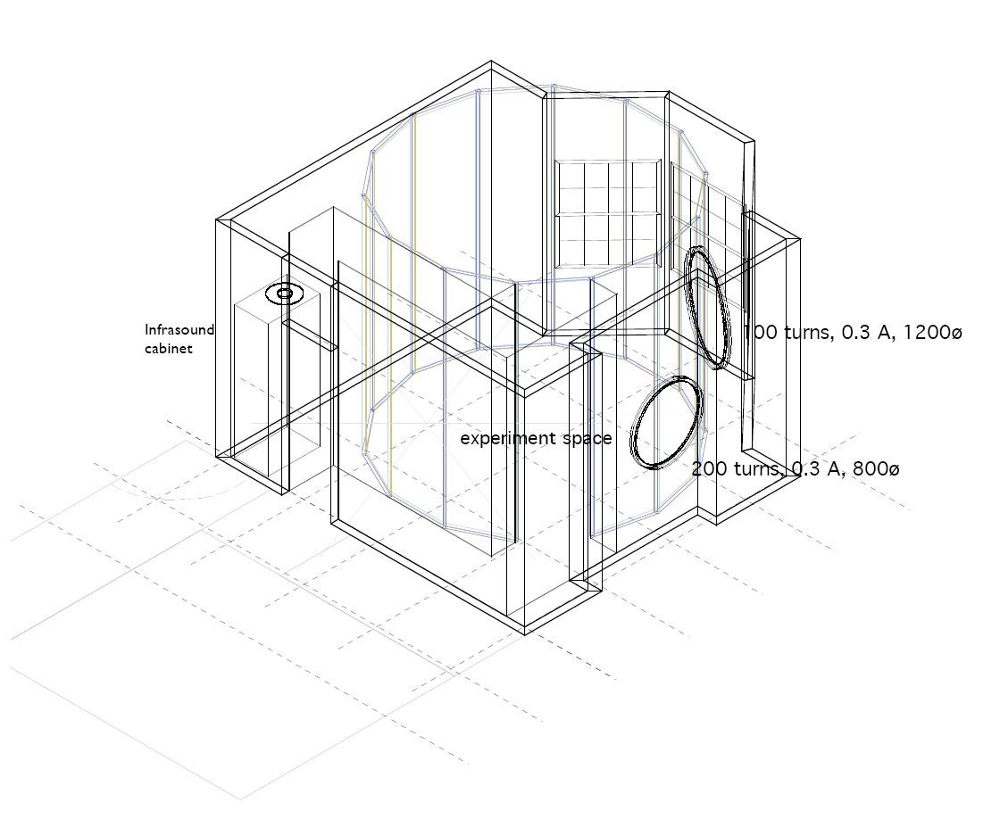 Infrasound
cabinet
100 turns, 0.3 A, 1200ø
experiment space
200 turns, 0.3 A, 800ø